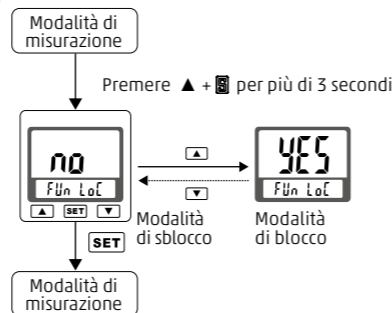 Modalità di
misurazione
Premere ▲ + S per più di 3 secondi
no
FUn LoC
▲ SET ▼
▲
▼
YES
FUn LoC
Modalità
di sblocco
Modalità
di blocco
SET
Modalità di
misurazione